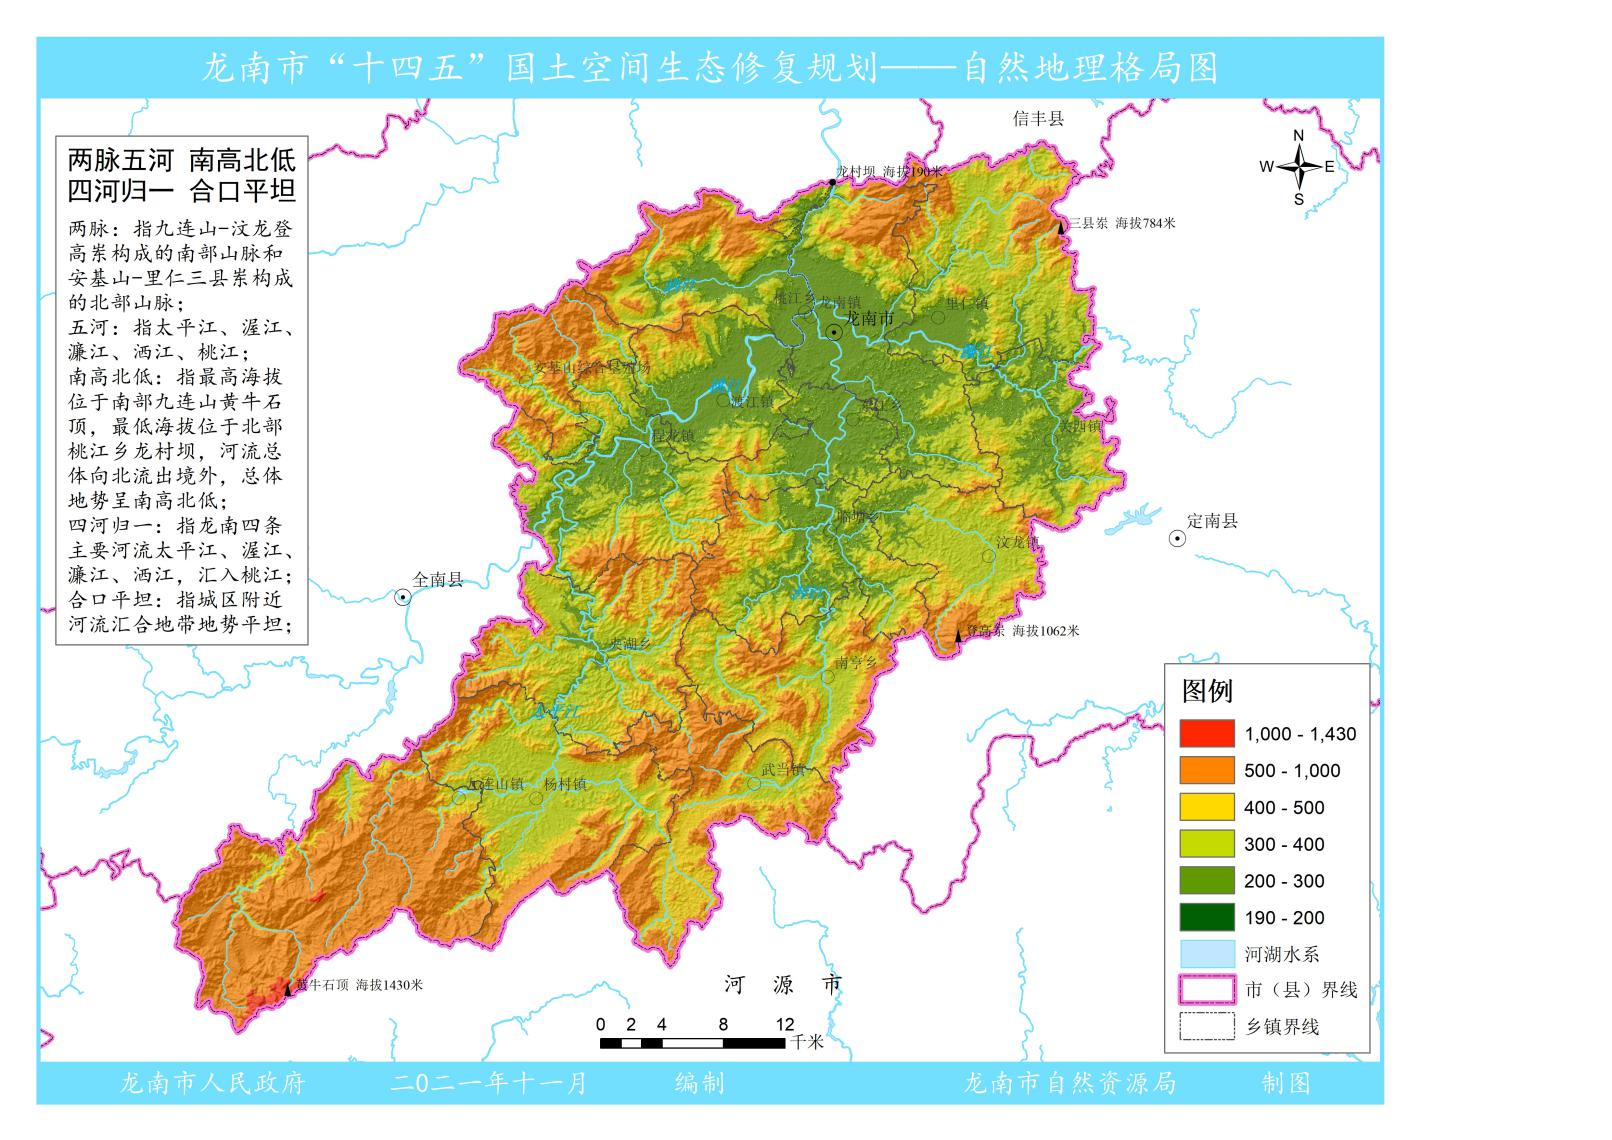 龙南市“十四五”国土空间生态修复规划——自然地理格局图
两脉五河 南高北低
四河归一 合口平坦
两脉：指九连山-汶龙登
高岽构成的南部山脉和
安基山-里仁三县岽构成
的北部山脉；
五河：指太平江、渥江、
濂江、洒江、桃江；
南高北低：指最高海拔
位于南部九连山黄牛石
顶，最低海拔位于北部
桃江乡龙村坝，河流总
体向北流出境外，总体
地势呈南高北低；
四河归一：指龙南四条
主要河流太平江、渥江、
濂江、洒江，汇入桃江；
合口平坦：指城区附近
河流汇合地带地势平坦；
信丰县
N
W E
S
龙村坝 海拔190米
三县岽 海拔784米
桃江乡
龙南镇
里仁镇
龙南市
安基山综合垦殖场
渡江镇
东江乡
关西镇
程龙镇
临塘乡
定南县
汶龙镇
全南县
登高岽 海拔1062米
夹湖乡
南亨乡
太平江
九连山镇
杨村镇
武当镇
黄牛石顶 海拔1430米
河源市
0 2 4 8 12
千米
图例
1,000 - 1,430
500 - 1,000
400 - 500
300 - 400
200 - 300
190 - 200
河湖水系
市（县）界线
乡镇界线
龙南市人民政府 二〇二一年十一月 编制 龙南市自然资源局 制图